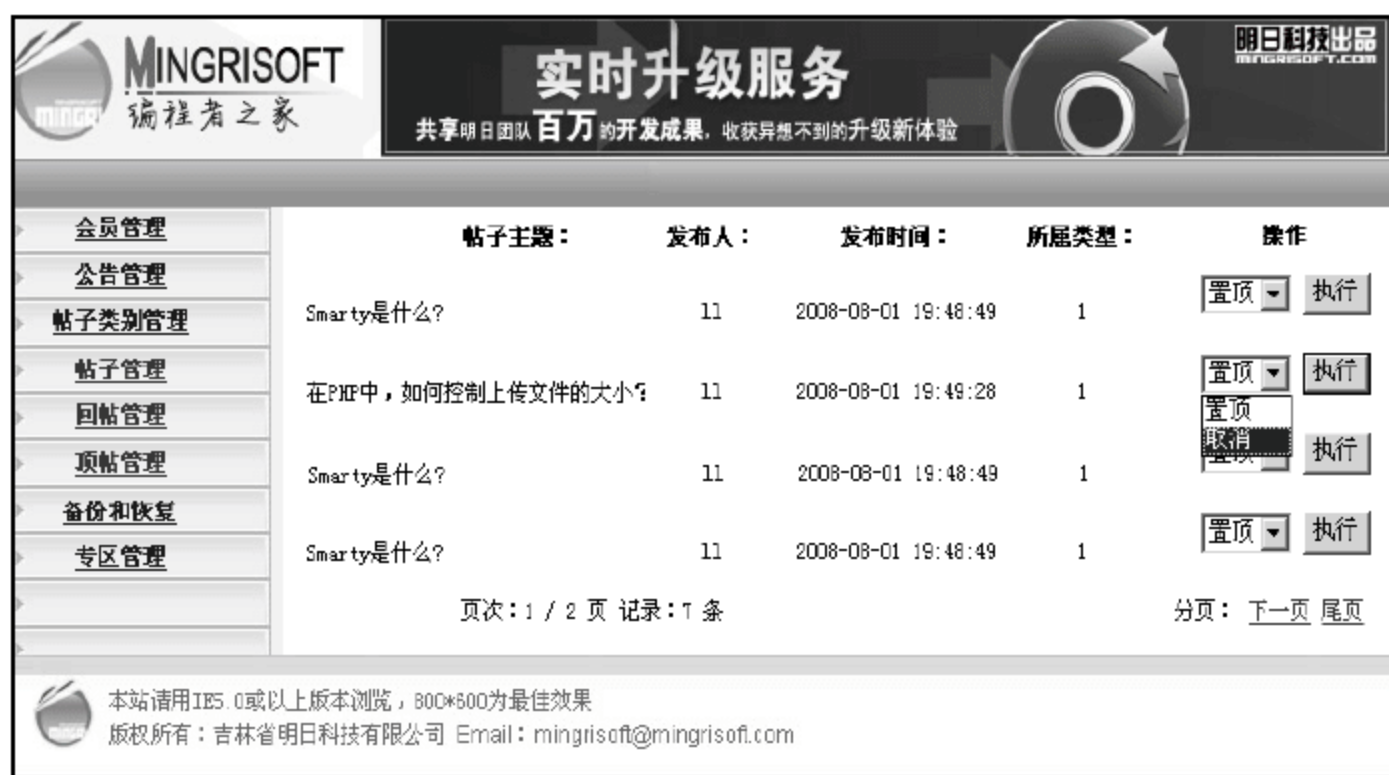 MINGRISOFT
编程者之家
MINGRI
实时升级服务
共享明日团队百万的开发成果，收获异想不到的升级新体验
明日科技出品
MINGRISOFT.COM
会员管理
公告管理
帖子类别管理
帖子管理
回帖管理
顶帖管理
备份和恢复
专区管理
帖子主题： 发布人： 发布时间： 所属类型： 操作
Smarty是什么? 11 2008-08-01 19:48:49 1 置顶 执行
在PHP中，如何控制上传文件的大小? 11 2008-08-01 19:49:28 1 置顶 执行
置顶
取消
Smarty是什么? 11 2008-08-01 19:48:49 1 执行
Smarty是什么? 11 2008-08-01 19:48:49 1 置顶 执行
页次：1 / 2 页 记录：7 条 分页： 下一页 尾页
本站请用IE5.0或以上版本浏览，800*600为最佳效果
版权所有：吉林省明日科技有限公司 Email：mingrisoft@mingrisoft.com